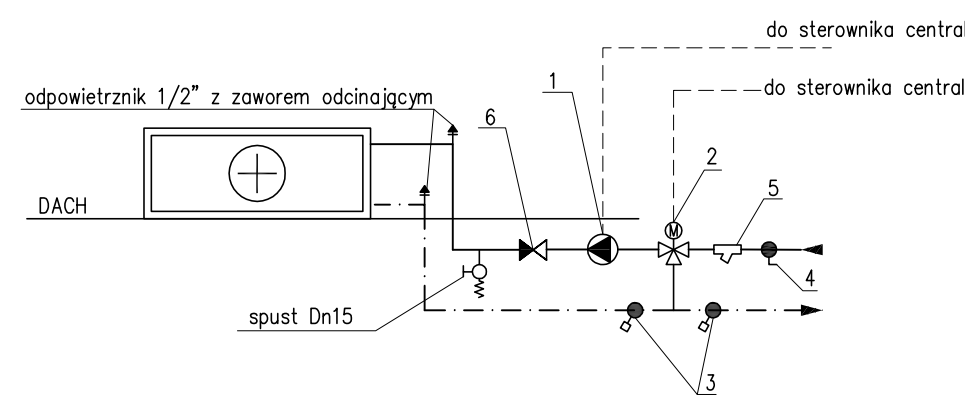 do sterownika central
do sterownika central
1
odpowietrznik 1/2" z zaworem odcinającym
6
2
5
DACH
M
4
spust Dn15
3